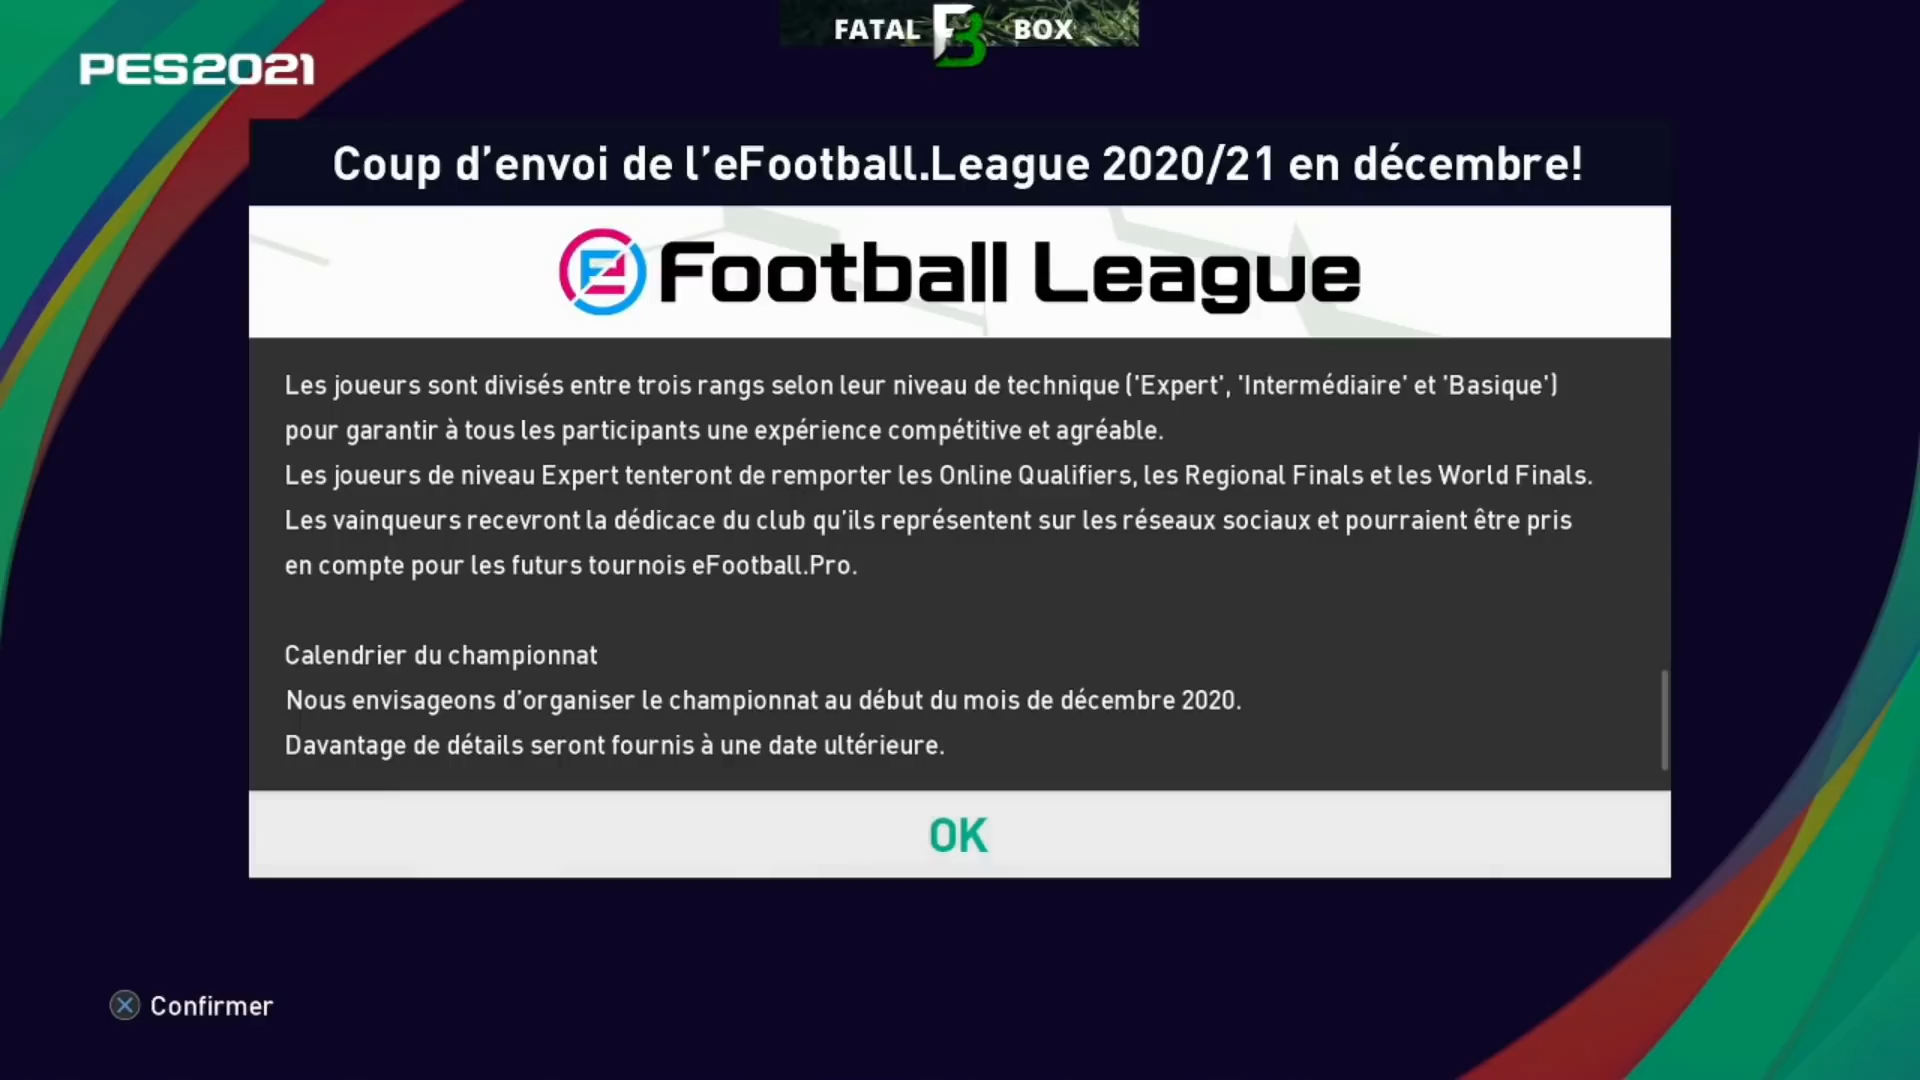 FATAL FB BOX
PES2021
Coup d’envoi de l’eFootball.League 2020/21 en décembre!
eFootball League
Les joueurs sont divisés entre trois rangs selon leur niveau de technique ('Expert', 'Intermédiaire' et 'Basique')
pour garantir à tous les participants une expérience compétitive et agréable.
Les joueurs de niveau Expert tenteront de remporter les Online Qualifiers, les Regional Finals et les World Finals.
Les vainqueurs recevront la dédicace du club qu’ils représentent sur les réseaux sociaux et pourraient être pris
en compte pour les futurs tournois eFootball.Pro.
Calendrier du championnat
Nous envisageons d’organiser le championnat au début du mois de décembre 2020.
Davantage de détails seront fournis à une date ultérieure.
OK
Confirmer